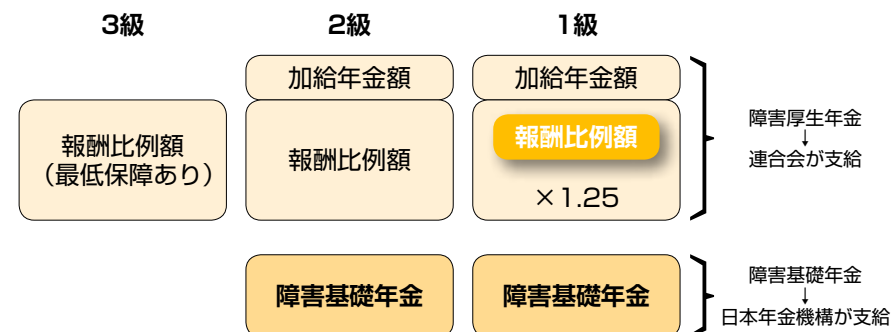 3級
2級
1級
加給年金額
加給年金額
報酬比例額
（最低保障あり）
報酬比例額
報酬比例額
×1.25
障害厚生年金
↓
連合会が支給
障害基礎年金
障害基礎年金
障害基礎年金
↓
日本年金機構が支給